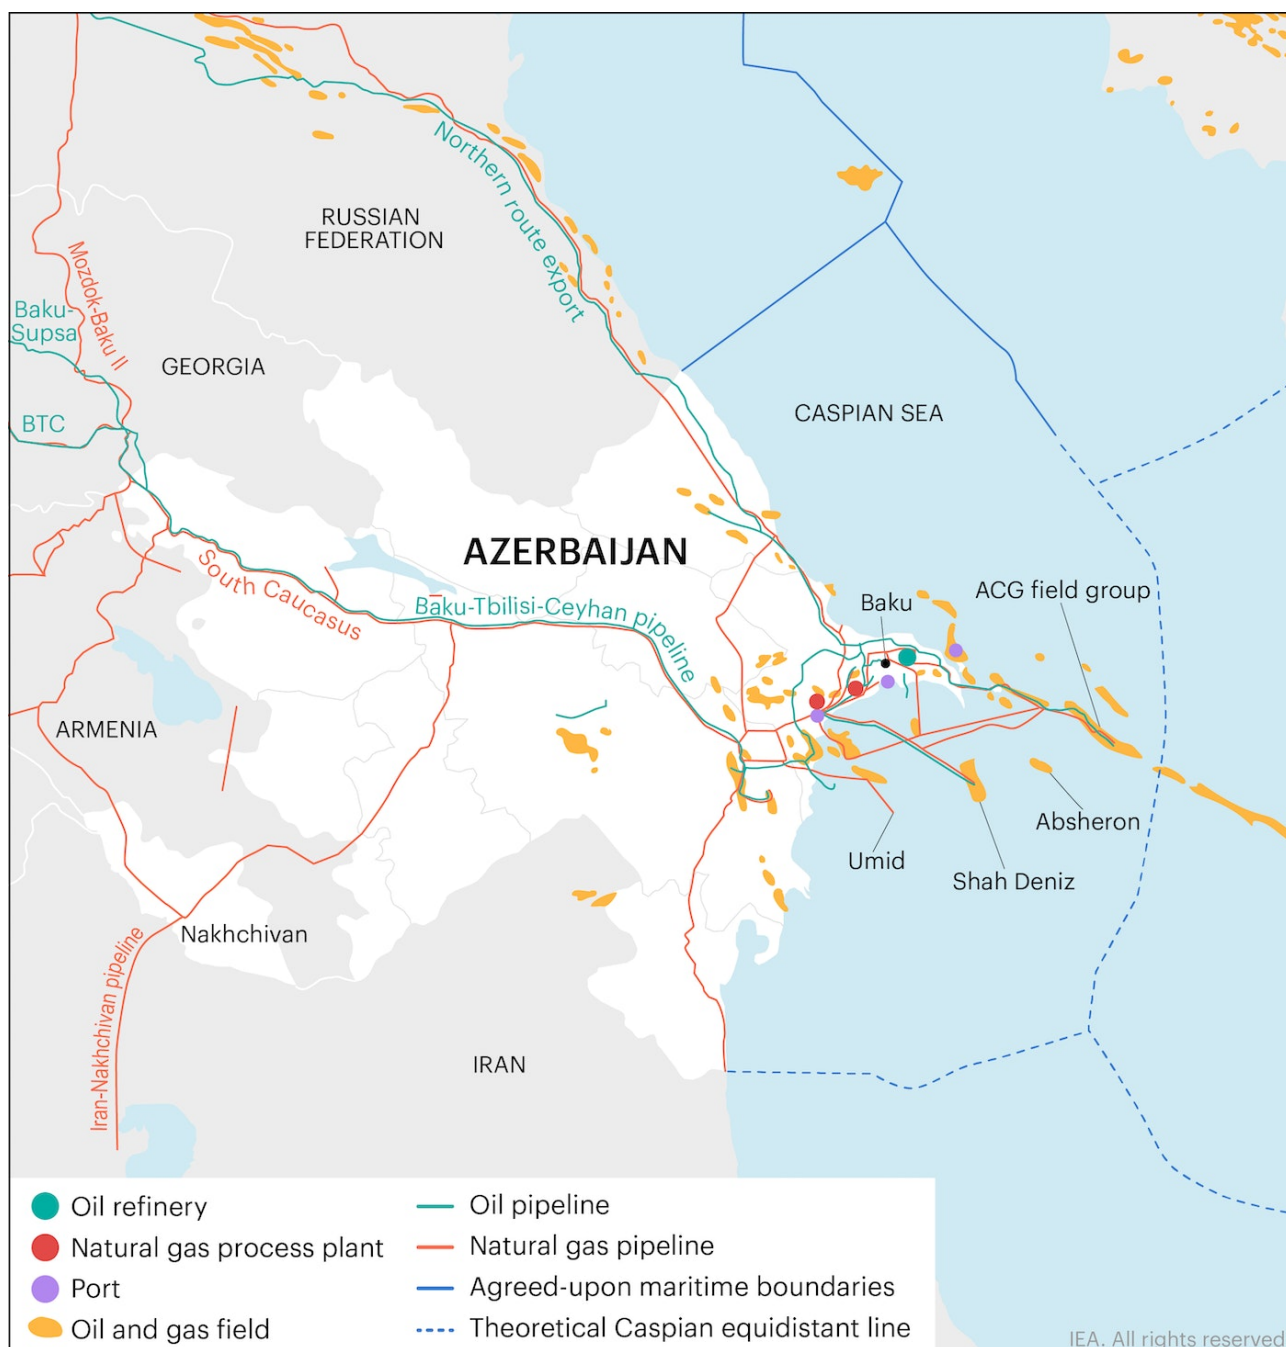 Northern route export
RUSSIAN
FEDERATION
Mozdok-Baku II
Baku-
Supsa
GEORGIA
CASPIAN SEA
BTC
AZERBAIJAN
South Caucasus
Baku-Tbilisi-Ceyhan pipeline
Baku
ACG field group
ARMENIA
Absheron
Umid
Shah Deniz
Nakhchivan
Iran-Nakhchivan pipeline
IRAN
Oil refinery
Natural gas process plant
Port
Oil and gas field
Oil pipeline
Natural gas pipeline
Agreed-upon maritime boundaries
Theoretical Caspian equidistant line
IEA. All rights reserved